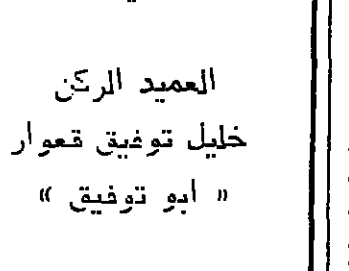 العميد الركن
خليل توفيق قعوار
« ابو توفيق »